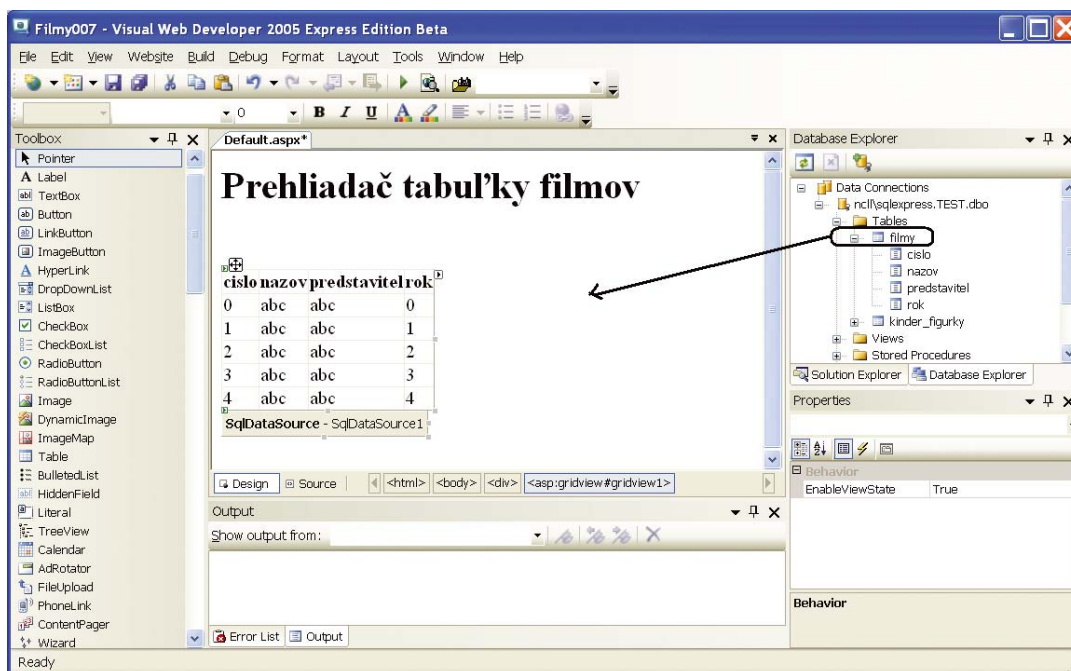 Filmy007 - Visual Web Developer 2005 Express Edition Beta
File Edit View Website Build Debug Format Layout Tools Window Help
0 B I U A
Toolbox
Pointer
A Label
abl TextBox
ab Button
ab LinkButton
ImageButton
A HyperLink
DropDownList
ListBox
CheckBox
CheckBoxList
RadioButton
RadioButtonList
Image
DynamicImage
ImageMap
Table
BulletedList
abl HiddenField
Literal
TreeView
Calendar
AdRotator
FileUpload
PhoneLink
ContentPager
Wizard
Default.aspx*
Prehliadač tabuľky filmov
cislo nazov predstavitel rok
0 abc abc 0
1 abc abc 1
2 abc abc 2
3 abc abc 3
4 abc abc 4
SqlDataSource - SqlDataSource1
Design Source <html> <body> <div> <asp:gridview#gridview1>
Output
Show output from:
Error List Output
Database Explorer
Data Connections
ncll\sqlexpress.TEST.dbo
Tables
filmy
cislo
nazov
predstavitel
rok
kinder_figurky
Views
Stored Procedures
Solution Explorer Database Explorer
Properties
Behavior
EnableViewState True
Behavior
Ready